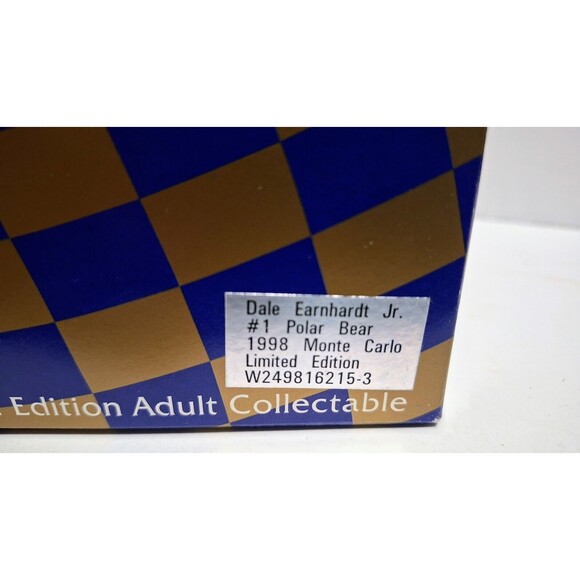 Dale Earnhardt Jr.
#1 Polar Bear
1998 Monte Carlo
Limited Edition
W249816215-3
Edition Adult Collectable